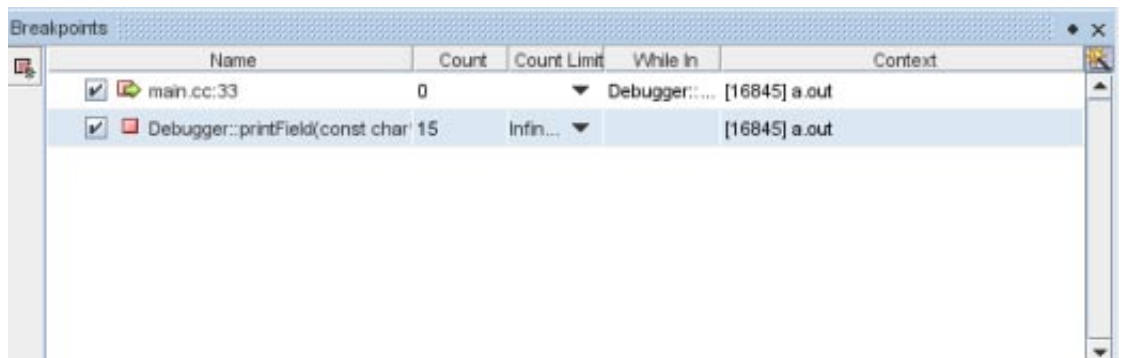 Breakpoints
Name Count Count Limit While In Context
main.cc:33 0 Debugger::... [16845] a.out
Debugger::printField(const char 15 Infin... [16845] a.out